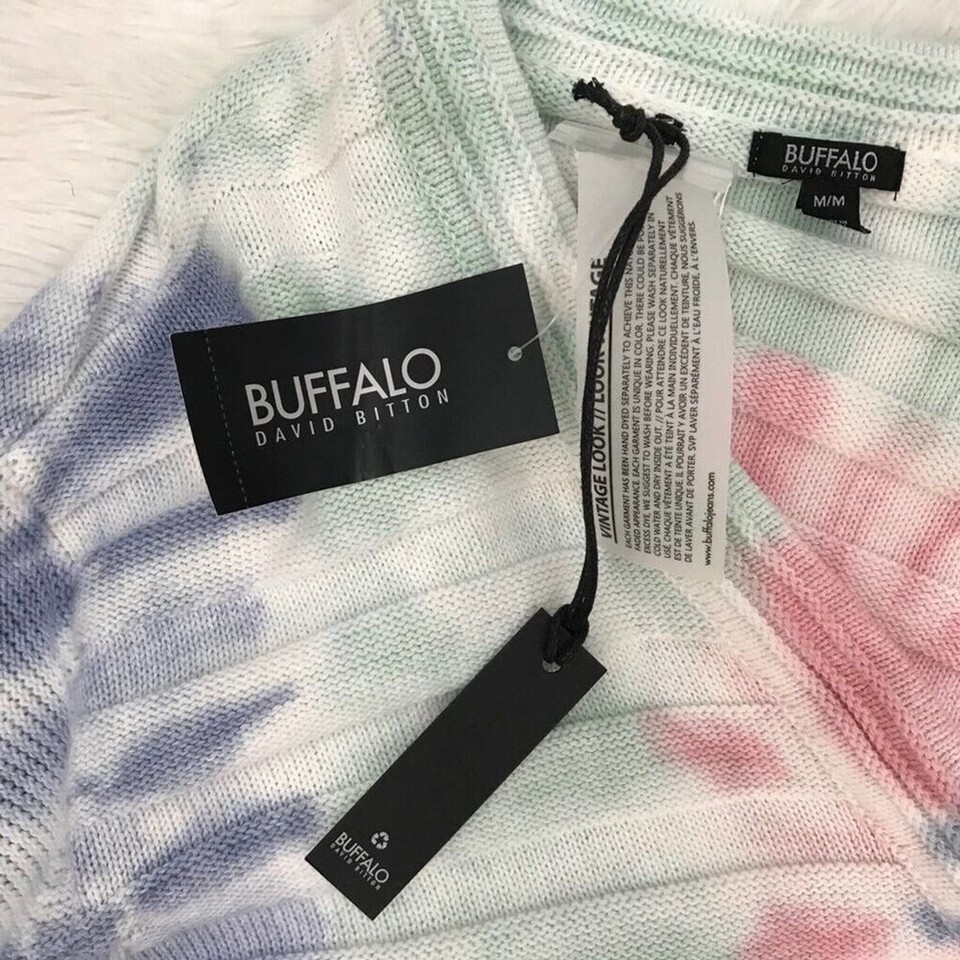 BUFFALO
DAVID BITTON
M/M
BUFFALO
DAVID BITTON
VINTAGE LOOK // LOOK
EACH GARMENT HAS BEEN HAND DYED SEPARATELY TO ACHIEVE THIS
FADED APPEARANCE. EACH GARMENT IS UNIQUE IN COLOR. THERE COULD BE
EXCESS DYE. WE SUGGEST TO WASH BEFORE WEARING. PLEASE WASH SEPARATELY IN
COLD WATER AND DRY INSIDE OUT. // POUR ATTEINDRE CE LOOK NATURELLEMENT
USÉ, CHAQUE VÊTEMENT A ÉTÉ TEINT À LA MAIN INDIVIDUELLEMENT. CHAQUE VÊTEMENT
EST DE TEINTE UNIQUE. IL POURRAIT Y AVOIR UN EXCÉDENT DE TEINTURE, NOUS SUGGÉRONS
DE LAVER AVANT DE PORTER. SVP LAVER SÉPARÉMENT À L'EAU FROIDE, À L'ENVERS.
www.buffalojeans.com
BUFFALO
DAVID BITTON